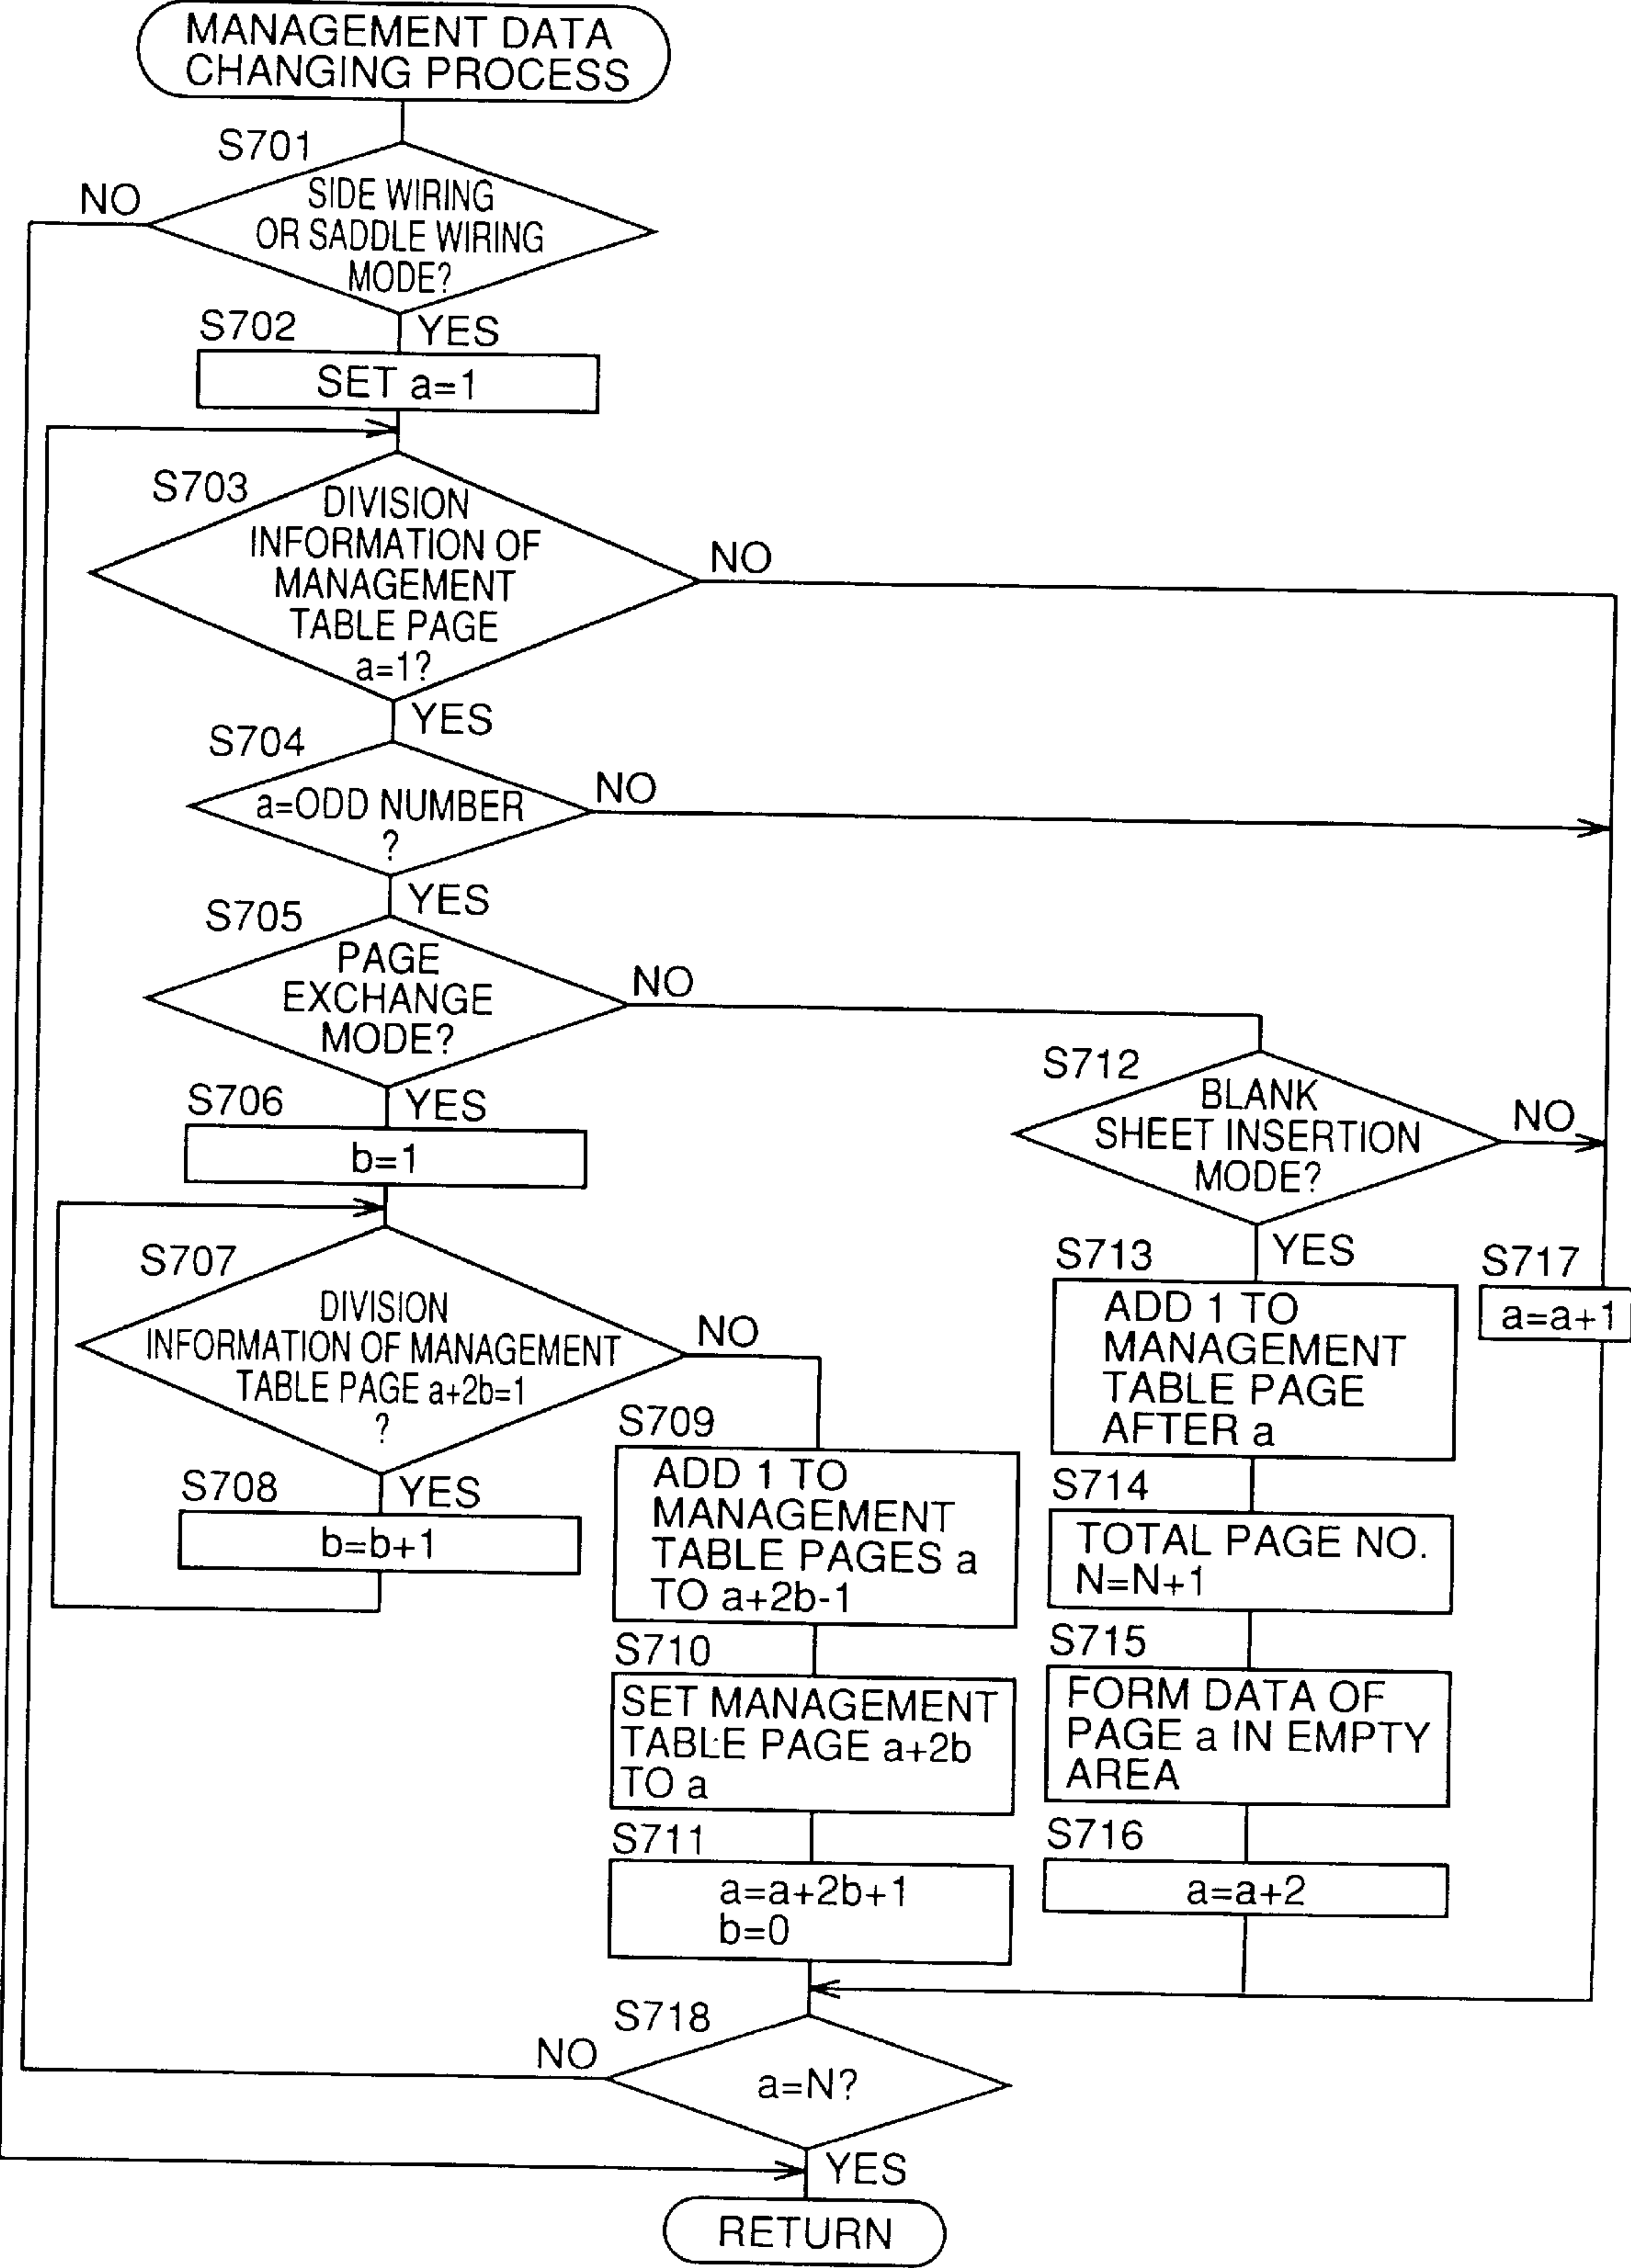 MANAGEMENT DATA
CHANGING PROCESS
S701
NO
SIDE WIRING
OR SADDLE WIRING
MODE?
S702
YES
SET a=1
S703
DIVISION
INFORMATION OF
MANAGEMENT
TABLE PAGE
a=1?
NO
YES
S704
a=ODD NUMBER
?
NO
YES
S705
PAGE
EXCHANGE
MODE?
NO
S706
YES
b=1
S707
DIVISION
INFORMATION OF MANAGEMENT
TABLE PAGE a+2b=1
?
NO
S708
YES
b=b+1
S709
ADD 1 TO
MANAGEMENT
TABLE PAGES a
TO a+2b-1
S710
SET MANAGEMENT
TABLE PAGE a+2b
TO a
S711
a=a+2b+1
b=0
S712
BLANK
SHEET INSERTION
MODE?
NO
YES
S713
ADD 1 TO
MANAGEMENT
TABLE PAGE
AFTER a
S714
TOTAL PAGE NO.
N=N+1
S715
FORM DATA OF
PAGE a IN EMPTY
AREA
S716
a=a+2
S717
a=a+1
S718
NO
a=N?
YES
RETURN